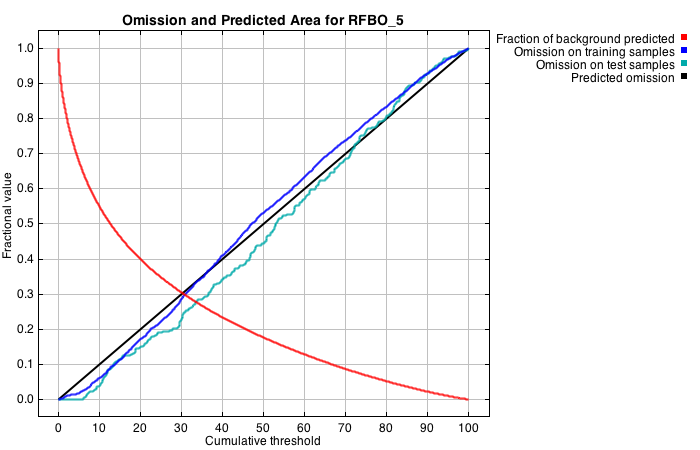 Omission and Predicted Area for RFBO_5
Fraction of background predicted
Omission on training samples
Omission on test samples
Predicted omission
Fractional value
1.0
0.9
0.8
0.7
0.6
0.5
0.4
0.3
0.2
0.1
0.0
0 10 20 30 40 50 60 70 80 90 100
Cumulative threshold